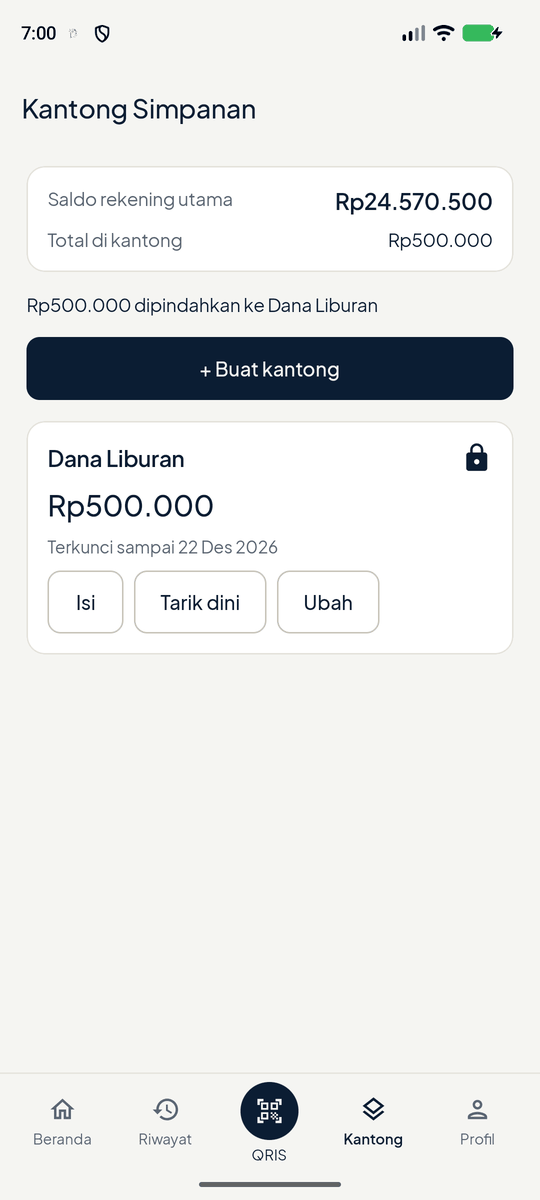 7:00
Kantong Simpanan
Saldo rekening utama Rp24.570.500
Total di kantong Rp500.000
Rp500.000 dipindahkan ke Dana Liburan
+ Buat kantong
Dana Liburan
Rp500.000
Terkunci sampai 22 Des 2026
Isi Tarik dini Ubah
Beranda Riwayat QRIS Kantong Profil